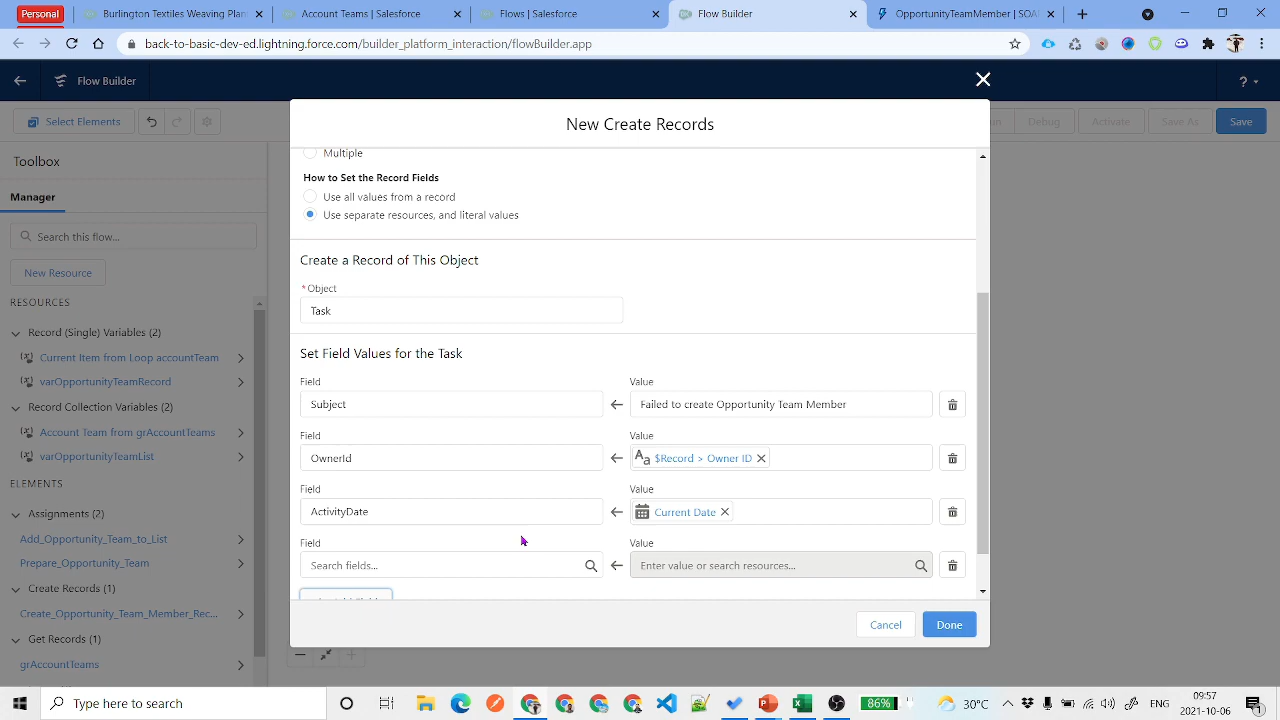 Personal
Burlington Textiles Weaving Plan
Account Teams | Salesforce
Flows | Salesforce
Flow Builder
OpportunityTeamMember | SOA
back-to-basic-dev-ed.lightning.force.com/builder_platform_interaction/flowBuilder.app
Flow Builder
?
Select Elements
Debug
Activate
Save As
Save
New Create Records
Toolbox
Manager
Search this flow...
New Resource
RESOURCES
Record (Single) Variables (2)
Current Item from Loop accountTeam
varOpportunityTeamRecord
Record Collection Variables (2)
Account Team from grAccountTeams
varOpportunityTeamList
ELEMENTS
Assignments (2)
Add_Opportunity_Team_to_List
Prepare_Opportunity_Team
Create Records (1)
Create_Opportunity_Team_Member_Rec...
Get Records (1)
grAccountTeams
Multiple
How to Set the Record Fields
Use all values from a record
Use separate resources, and literal values
Create a Record of This Object
* Object
Task
Set Field Values for the Task
Field
Value
Subject
Failed to create Opportunity Team Member
Field
Value
OwnerId
Aa $Record > Owner ID
Field
Value
ActivityDate
Current Date
Field
Value
Search fields...
Enter value or search resources...
Cancel
Done
Type here to search
86%
30°C
ENG
09:57
2021-10-06